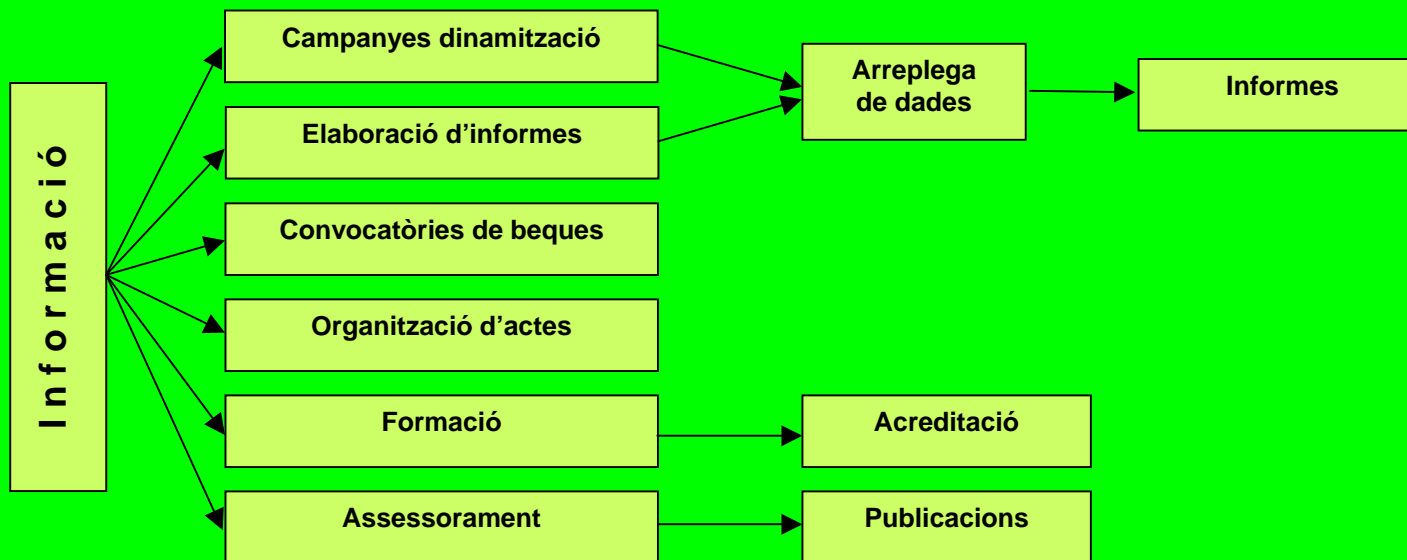 Informació
Campanyes dinamització
Elaboració d’informes
Convocatòries de beques
Organització d’actes
Formació
Assessorament
Arreplega
de dades
Informes
Acreditació
Publicacions